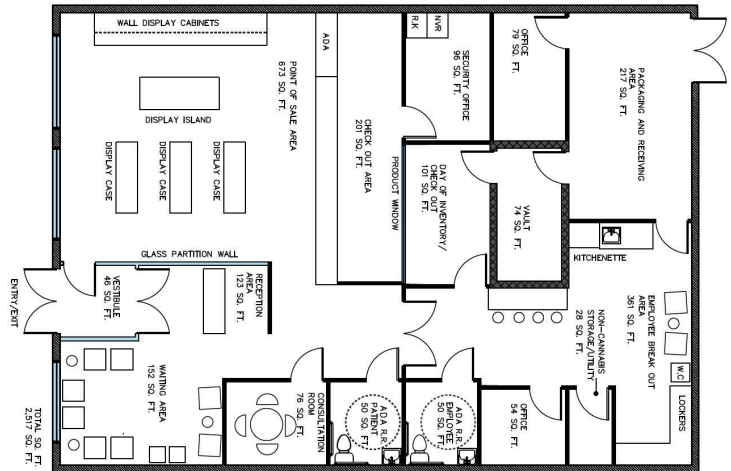 WALL DISPLAY CABINETS
ADA
R.K
NVR
POINT OF SALE AREA
673 SQ. FT.
SECURITY OFFICE
96 SQ. FT.
OFFICE
79 SQ. FT.
PACKAGING AND RECEIVING
AREA
217 SQ. FT.
DISPLAY ISLAND
CHECK OUT AREA
201 SQ. FT.
DISPLAY CASE
DISPLAY CASE
DISPLAY CASE
PRODUCT WINDOW
DAY OF INVENTORY/
CHECK OUT
101 SQ. FT.
VAULT
74 SQ. FT.
GLASS PARTITION WALL
KITCHENETTE
ENTRY/EXIT
VESTIBULE
46 SQ. FT.
RECEPTION
AREA
123 SQ. FT.
NON-CANNABIS
STORAGE/UTILITY
28 SQ. FT.
EMPLOYEE BREAK OUT
AREA
361 SQ. FT.
W.C
LOCKERS
WAITING AREA
152 SQ. FT.
CONSULTATION
ROOM
76 SQ. FT.
ADA R.R.
PATIENT
50 SQ. FT.
ADA R.R.
EMPLOYEE
50 SQ. FT.
OFFICE
54 SQ. FT.
TOTAL SQ. FT.
2,517 SQ. FT.